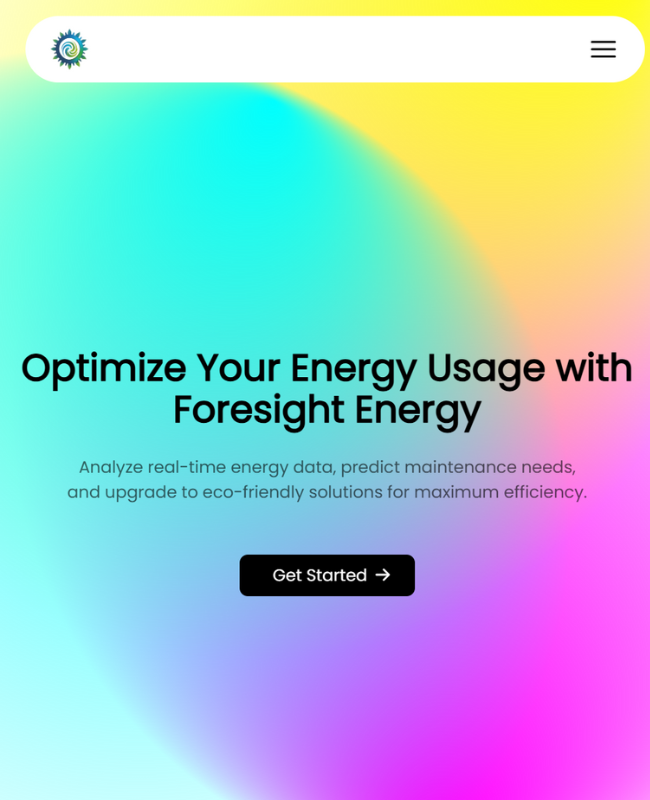 Optimize Your Energy Usage with
Foresight Energy
Analyze real-time energy data, predict maintenance needs,
and upgrade to eco-friendly solutions for maximum efficiency.
Get Started →